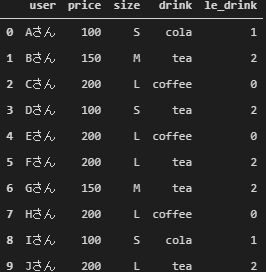 user price size drink le_drink
0 Aさん 100 S cola 1
1 Bさん 150 M tea 2
2 Cさん 200 L coffee 0
3 Dさん 100 S tea 2
4 Eさん 200 L coffee 0
5 Fさん 200 L tea 2
6 Gさん 150 M tea 2
7 Hさん 200 L coffee 0
8 Iさん 100 S cola 1
9 Jさん 200 L tea 2